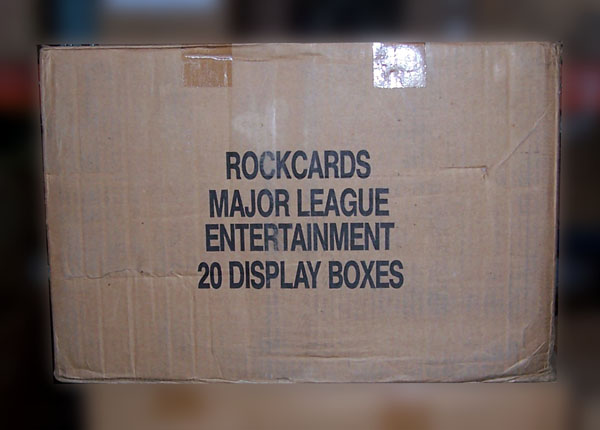 ROCKCARDS
MAJOR LEAGUE
ENTERTAINMENT
20 DISPLAY BOXES